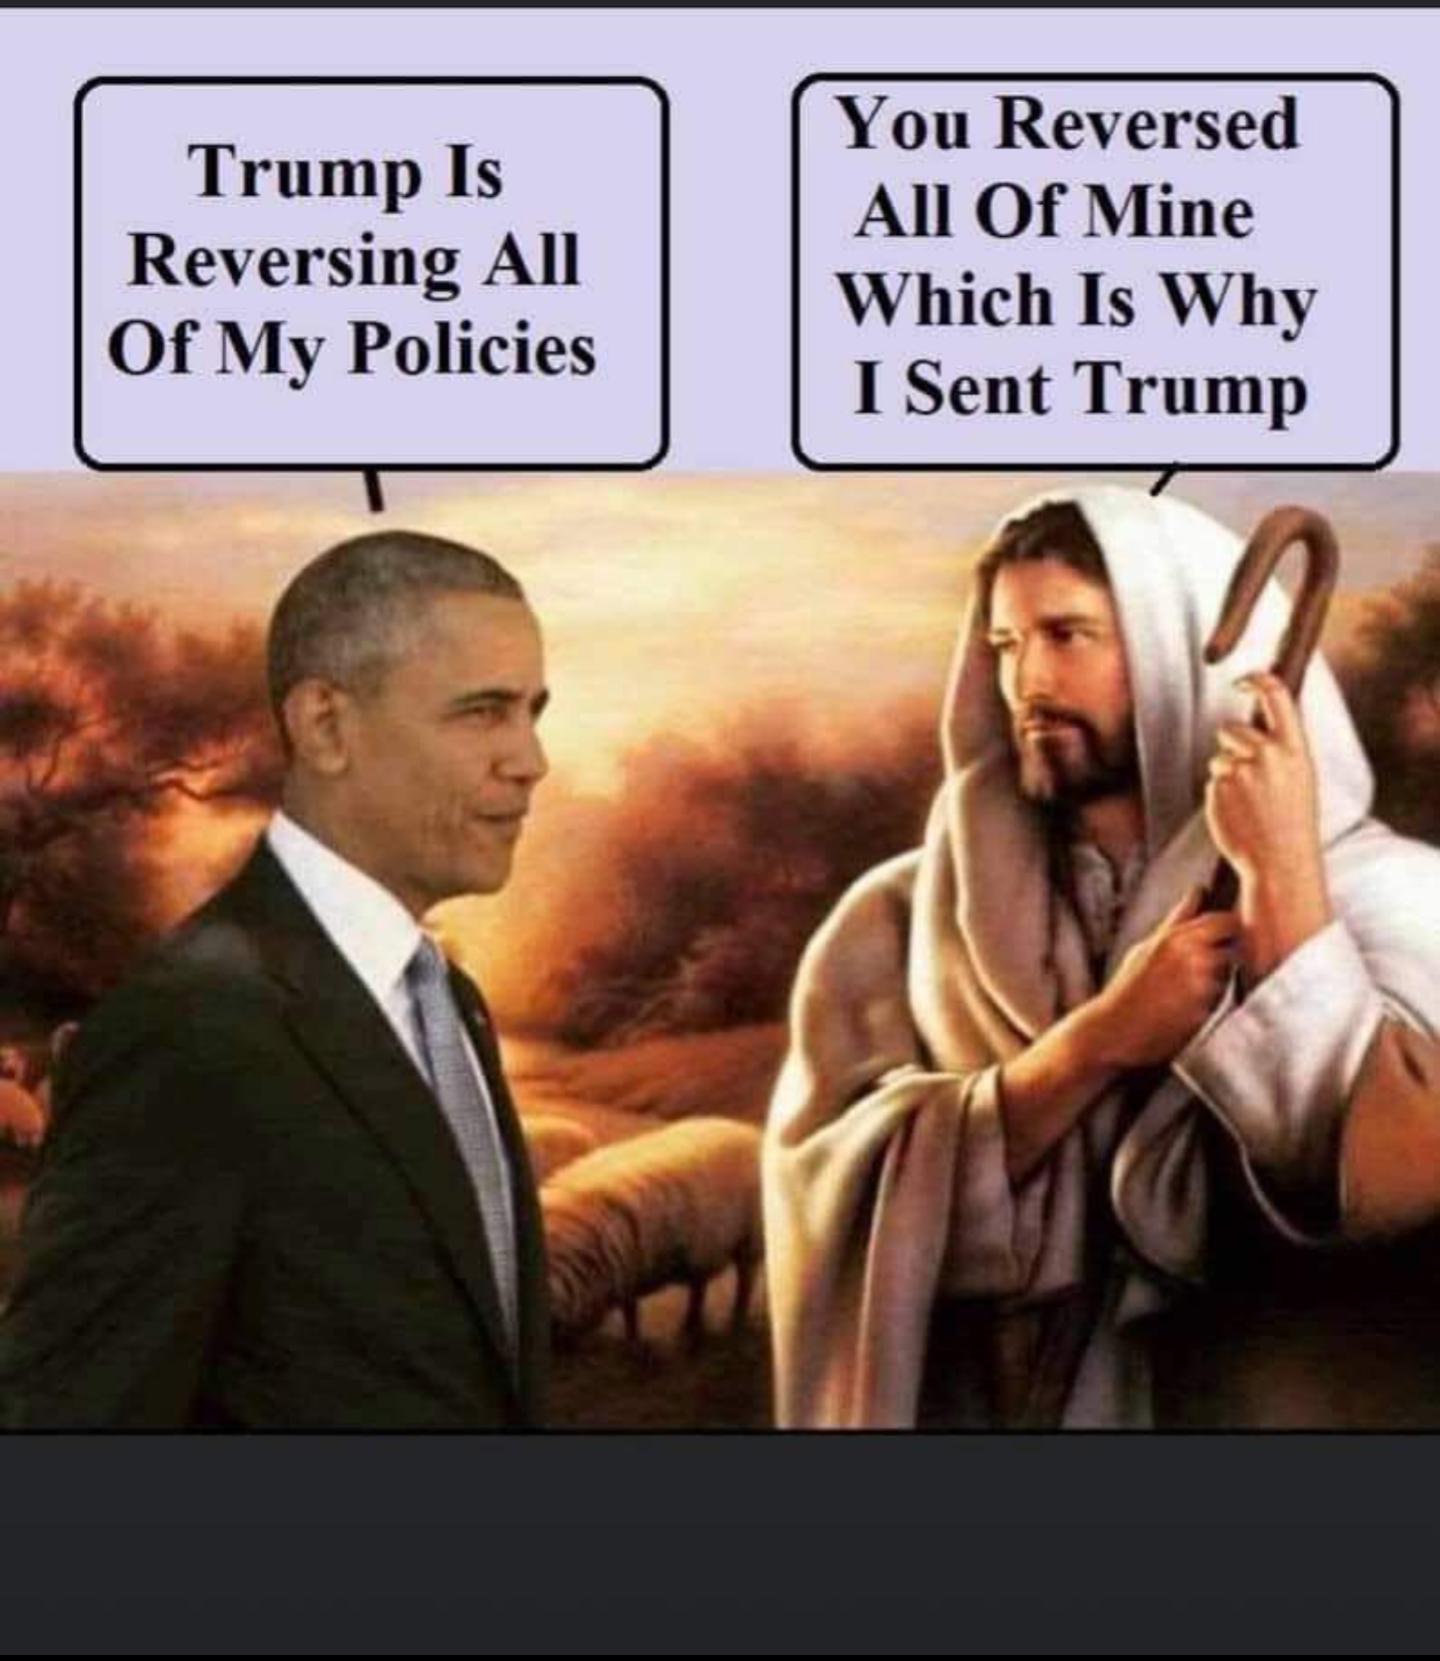 Trump Is
Reversing All
Of My Policies
You Reversed
All Of Mine
Which Is Why
I Sent Trump